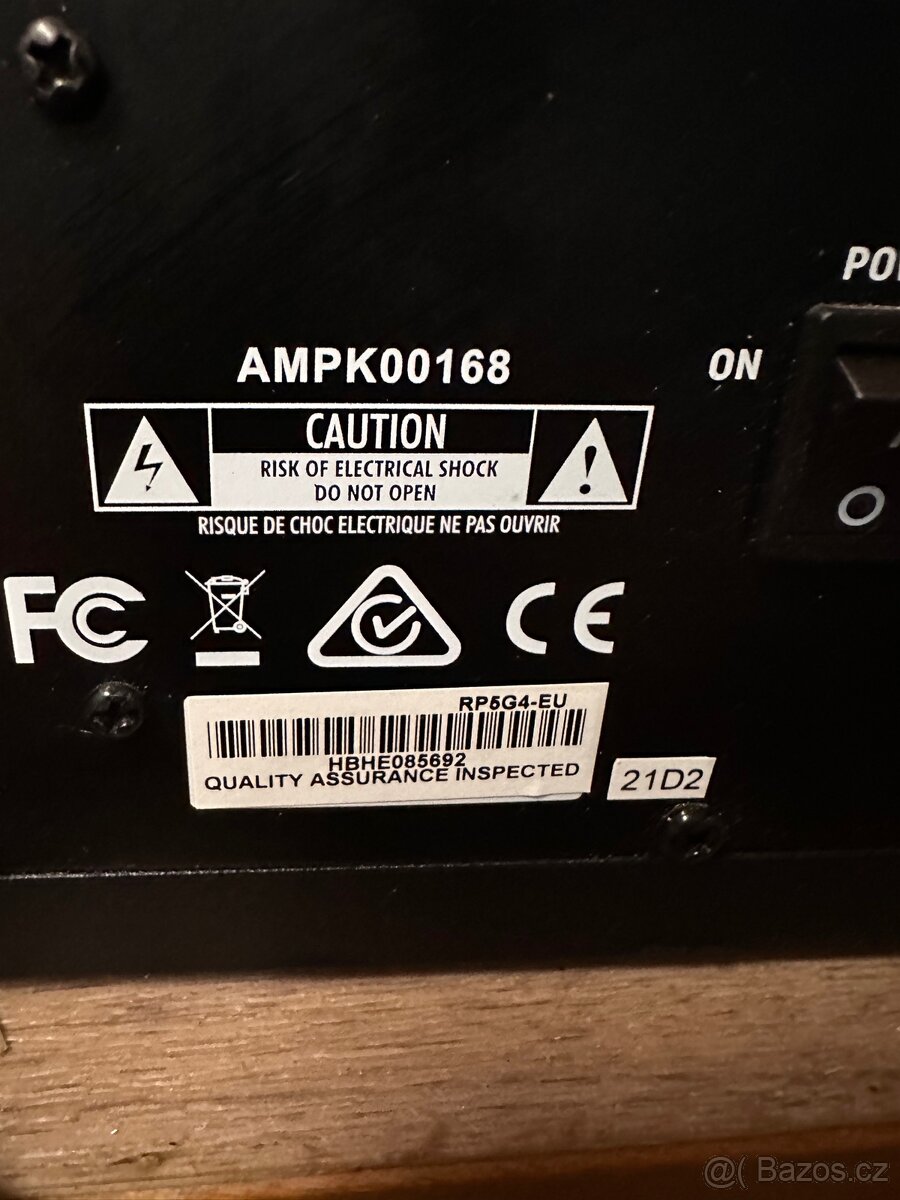 POW
AMPK00168
ON
CAUTION
RISK OF ELECTRICAL SHOCK
DO NOT OPEN
RISQUE DE CHOC ELECTRIQUE NE PAS OUVRIR
FC CE
RP5G4-EU
HBHE085692
QUALITY ASSURANCE INSPECTED
21D2
@( Bazos.cz